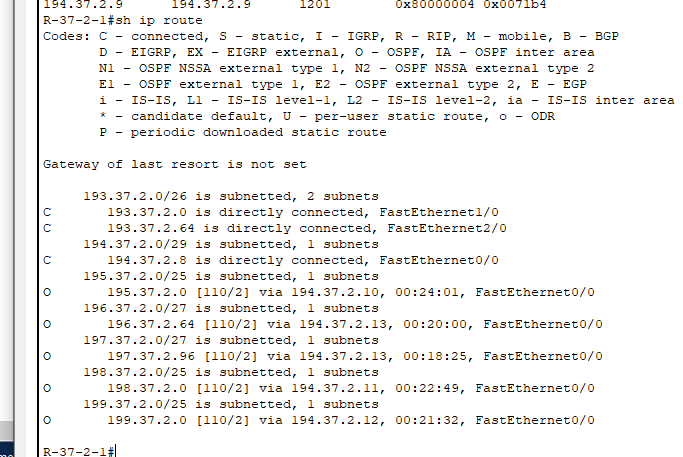 194.37.2.9 194.37.2.9 1201 0x80000004 0x0071b4
R-37-2-1#sh ip route
Codes: C - connected, S - static, I - IGRP, R - RIP, M - mobile, B - BGP
D - EIGRP, EX - EIGRP external, O - OSPF, IA - OSPF inter area
N1 - OSPF NSSA external type 1, N2 - OSPF NSSA external type 2
E1 - OSPF external type 1, E2 - OSPF external type 2, E - EGP
i - IS-IS, L1 - IS-IS level-1, L2 - IS-IS level-2, ia - IS-IS inter area
* - candidate default, U - per-user static route, o - ODR
P - periodic downloaded static route
Gateway of last resort is not set
193.37.2.0/26 is subnetted, 2 subnets
C 193.37.2.0 is directly connected, FastEthernet1/0
C 193.37.2.64 is directly connected, FastEthernet2/0
194.37.2.0/29 is subnetted, 1 subnets
C 194.37.2.8 is directly connected, FastEthernet0/0
195.37.2.0/25 is subnetted, 1 subnets
O 195.37.2.0 [110/2] via 194.37.2.10, 00:24:01, FastEthernet0/0
196.37.2.0/27 is subnetted, 1 subnets
O 196.37.2.64 [110/2] via 194.37.2.13, 00:20:00, FastEthernet0/0
197.37.2.0/27 is subnetted, 1 subnets
O 197.37.2.96 [110/2] via 194.37.2.13, 00:18:25, FastEthernet0/0
198.37.2.0/25 is subnetted, 1 subnets
O 198.37.2.0 [110/2] via 194.37.2.11, 00:22:49, FastEthernet0/0
199.37.2.0/25 is subnetted, 1 subnets
O 199.37.2.0 [110/2] via 194.37.2.12, 00:21:32, FastEthernet0/0
R-37-2-1#